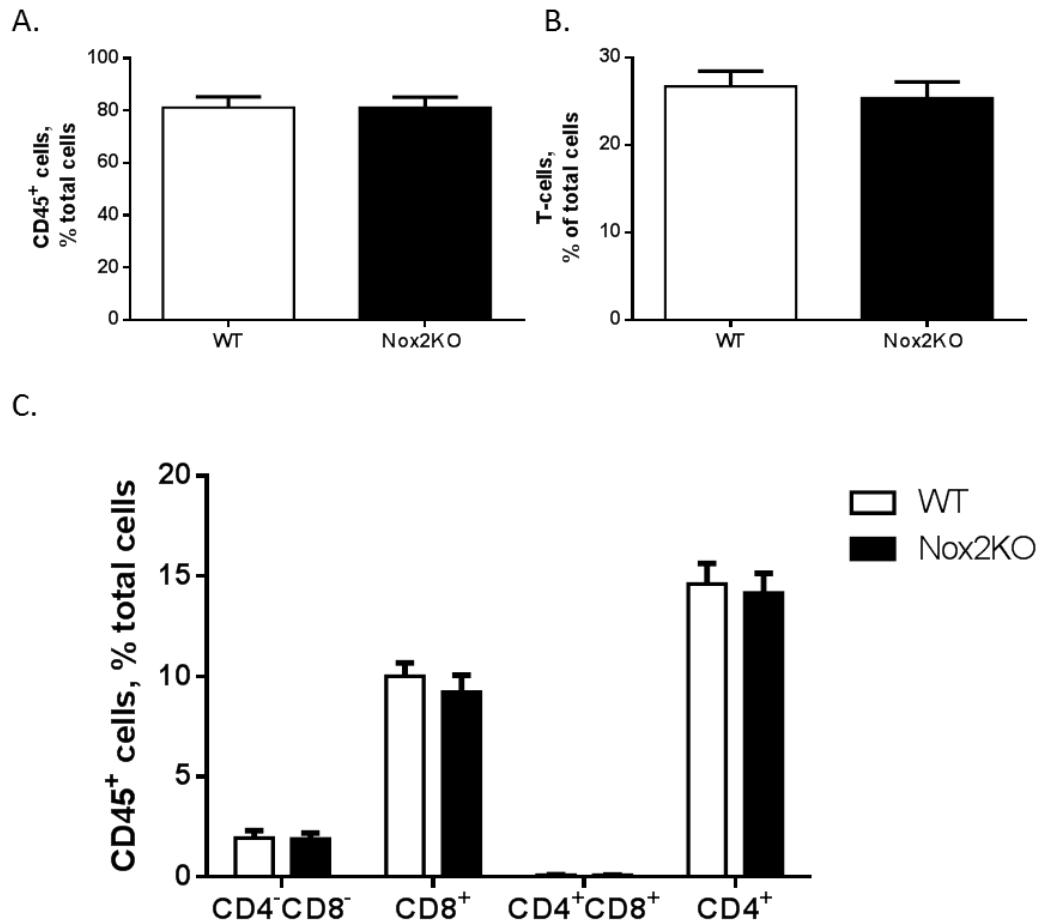 A.
CD45⁺ cells,
% total cells
100
80
60
40
20
0
WT
Nox2KO
B.
T-cells,
% of total cells
30
20
10
0
WT
Nox2KO
C.
CD45⁺ cells, % total cells
20
15
10
5
0
CD4⁻CD8⁻
CD8⁺
CD4⁺CD8⁺
CD4⁺
WT
Nox2KO